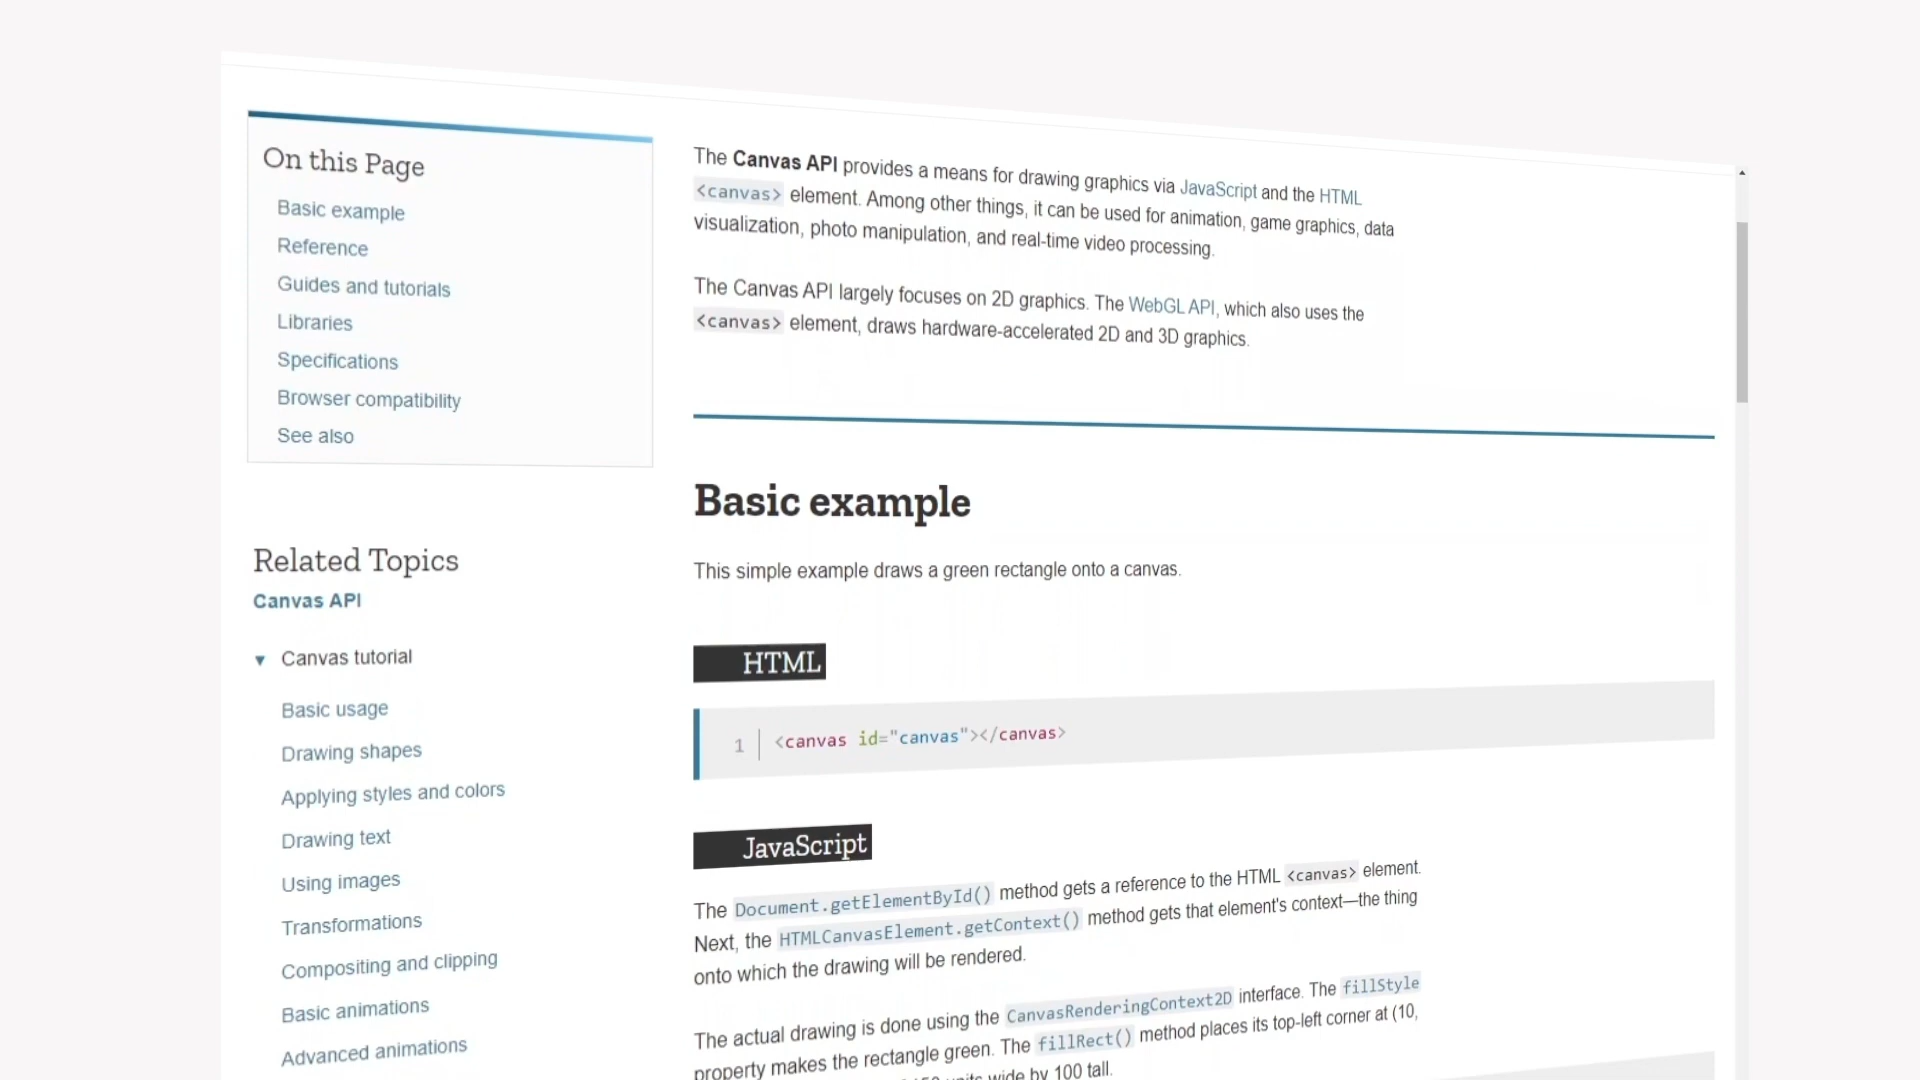 On this Page
Basic example
Reference
Guides and tutorials
Libraries
Specifications
Browser compatibility
See also
Related Topics
Canvas API
Canvas tutorial
Basic usage
Drawing shapes
Applying styles and colors
Drawing text
Using images
Transformations
Compositing and clipping
Basic animations
Advanced animations
The Canvas API provides a means for drawing graphics via JavaScript and the HTML
<canvas> element. Among other things, it can be used for animation, game graphics, data
visualization, photo manipulation, and real-time video processing.
The Canvas API largely focuses on 2D graphics. The WebGL API, which also uses the
<canvas> element, draws hardware-accelerated 2D and 3D graphics.
Basic example
This simple example draws a green rectangle onto a canvas.
HTML
1 <canvas id="canvas"></canvas>
JavaScript
The Document.getElementById() method gets a reference to the HTML <canvas> element.
Next, the HTMLCanvasElement.getContext() method gets that element's context—the thing
onto which the drawing will be rendered.
The actual drawing is done using the CanvasRenderingContext2D interface. The fillStyle
property makes the rectangle green. The fillRect() method places its top-left corner at (10,
units wide by 100 tall.